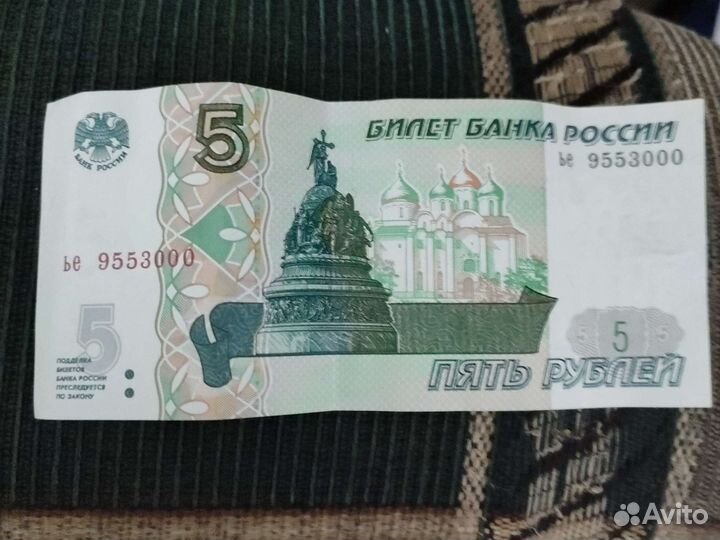 5
БИЛЕТ БАНКА РОССИИ
ье 9553000
БАНК РОССИИ
ье 9553000
5
ПОДДЕЛКА
БИЛЕТОВ
БАНКА РОССИИ
ПРЕСЛЕДУЕТСЯ
ПО ЗАКОНУ
5 5 5
ПЯТЬ РУБЛЕЙ
Avito